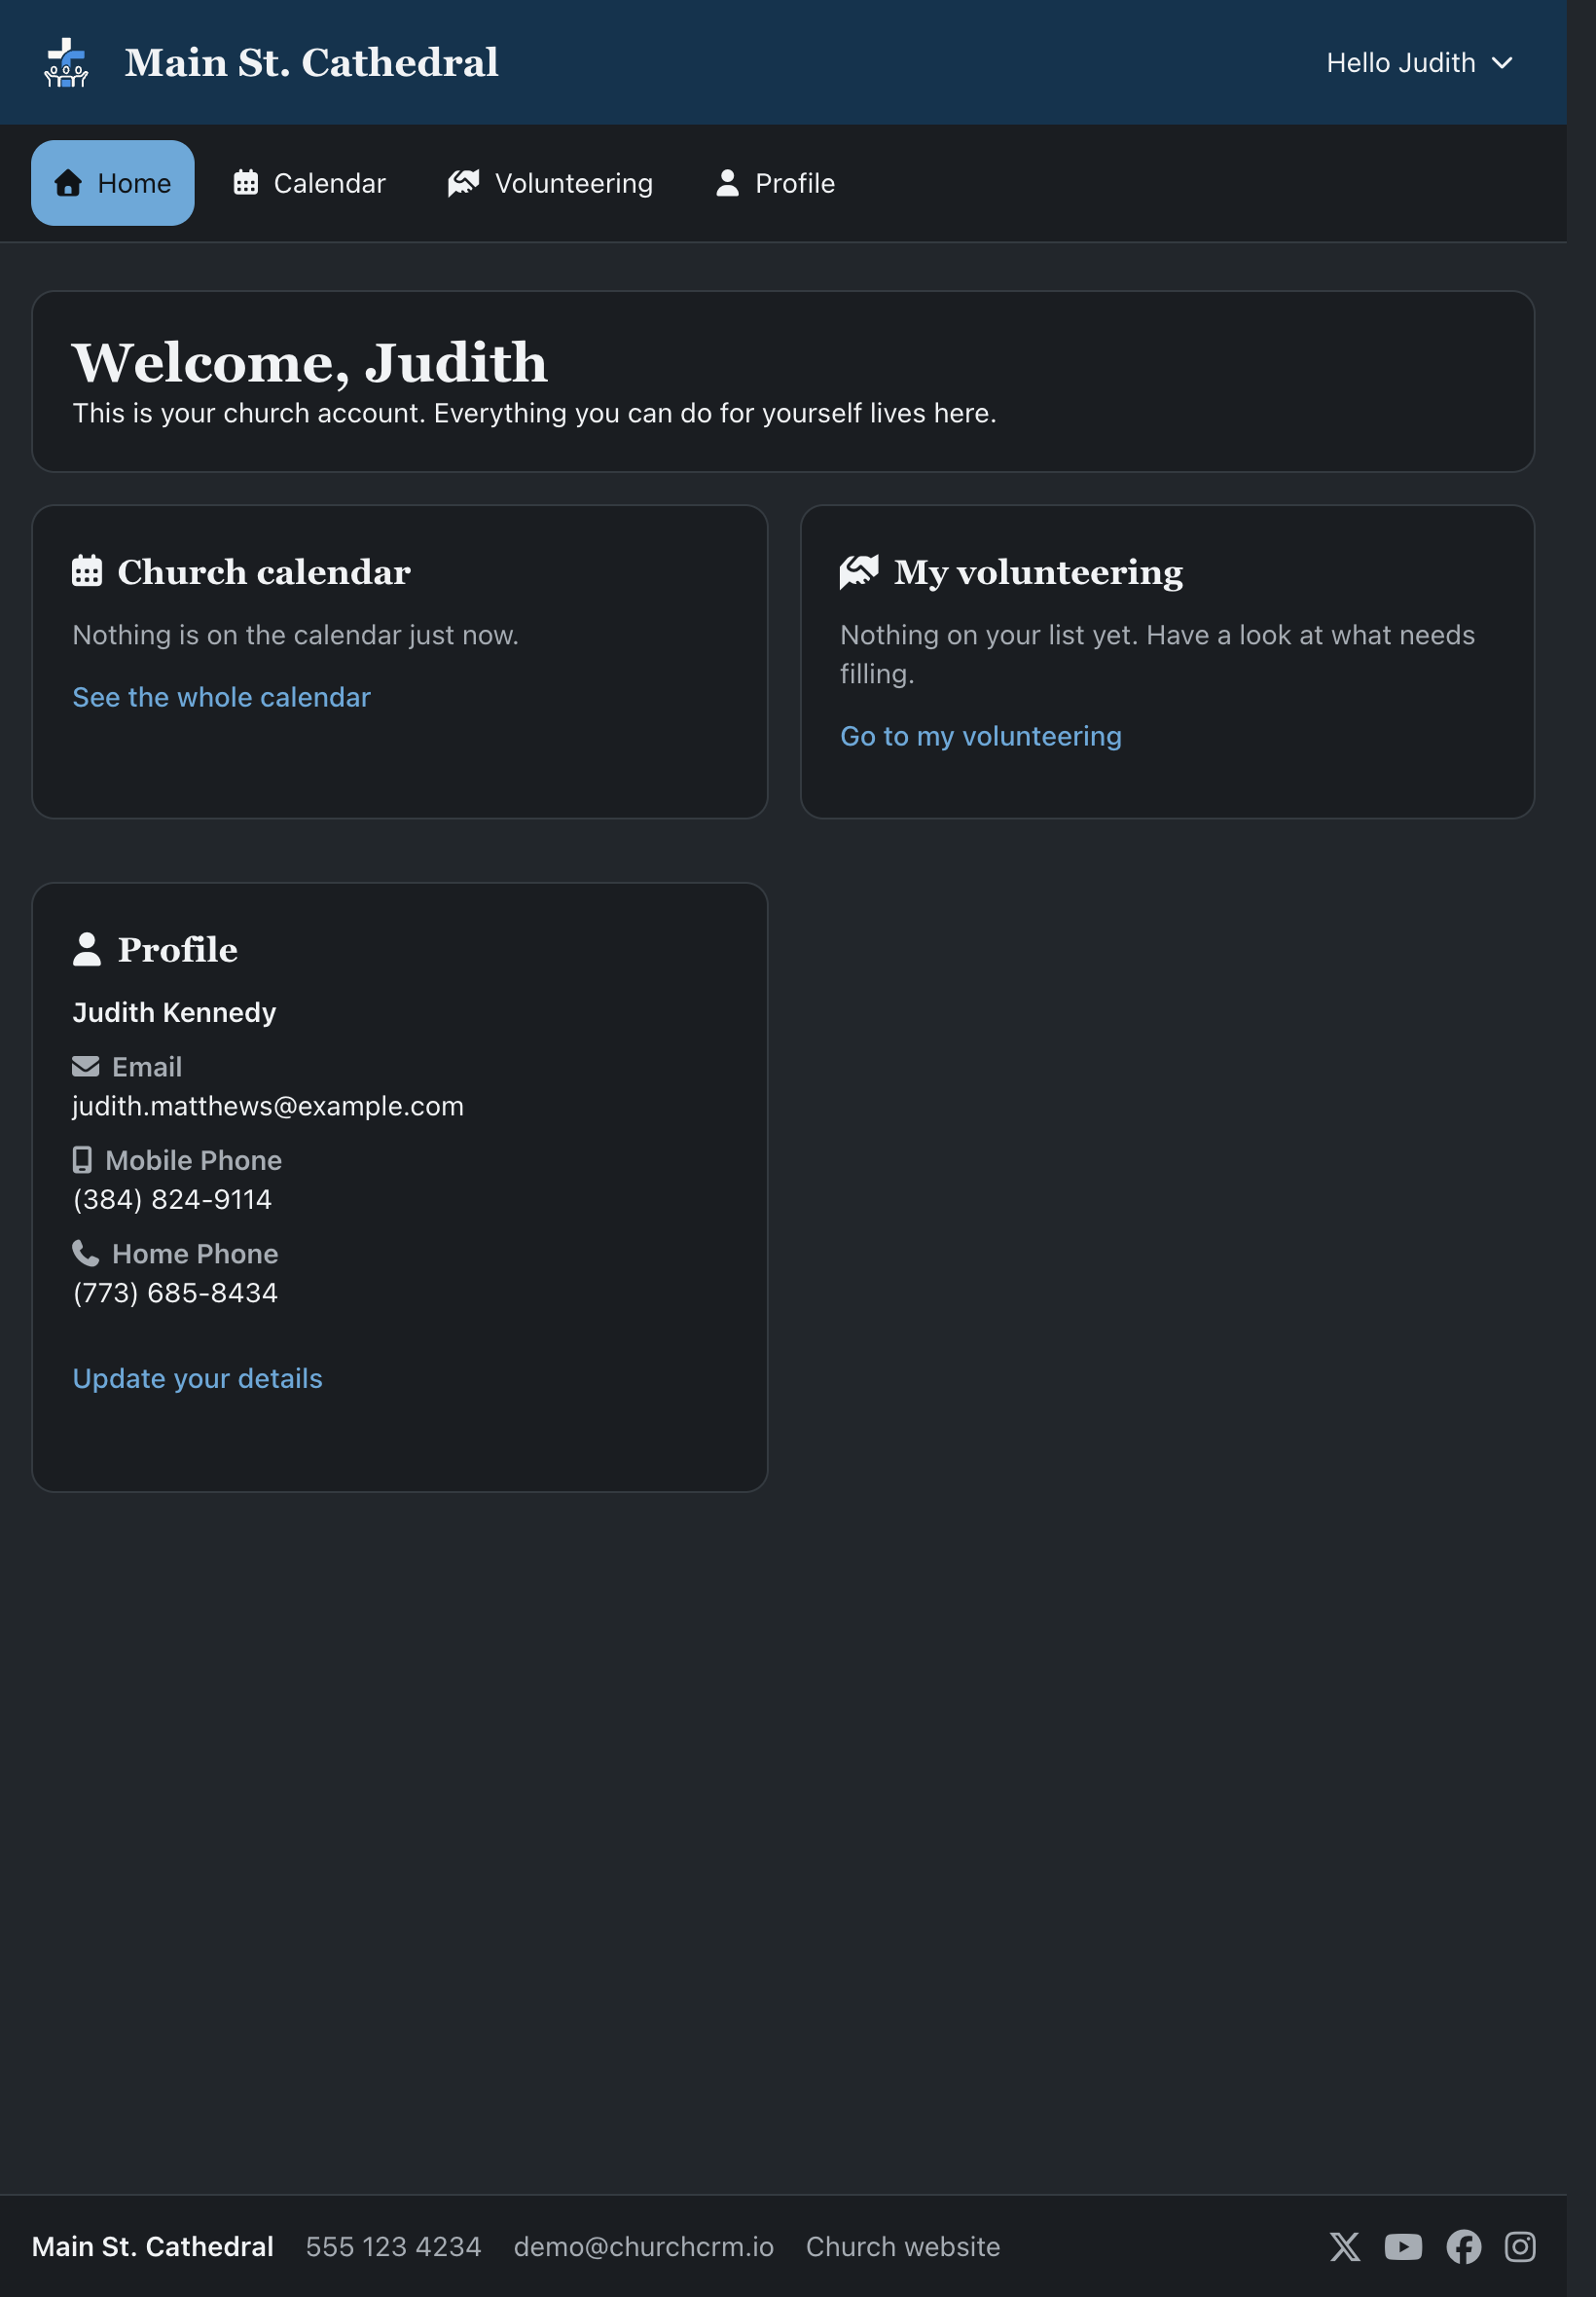 Main St. Cathedral
Hello Judith
Home
Calendar
Volunteering
Profile
Welcome, Judith
This is your church account. Everything you can do for yourself lives here.
Church calendar
Nothing is on the calendar just now.
See the whole calendar
My volunteering
Nothing on your list yet. Have a look at what needs
filling.
Go to my volunteering
Profile
Judith Kennedy
Email
judith.matthews@example.com
Mobile Phone
(384) 824-9114
Home Phone
(773) 685-8434
Update your details
Main St. Cathedral
555 123 4234
demo@churchcrm.io
Church website